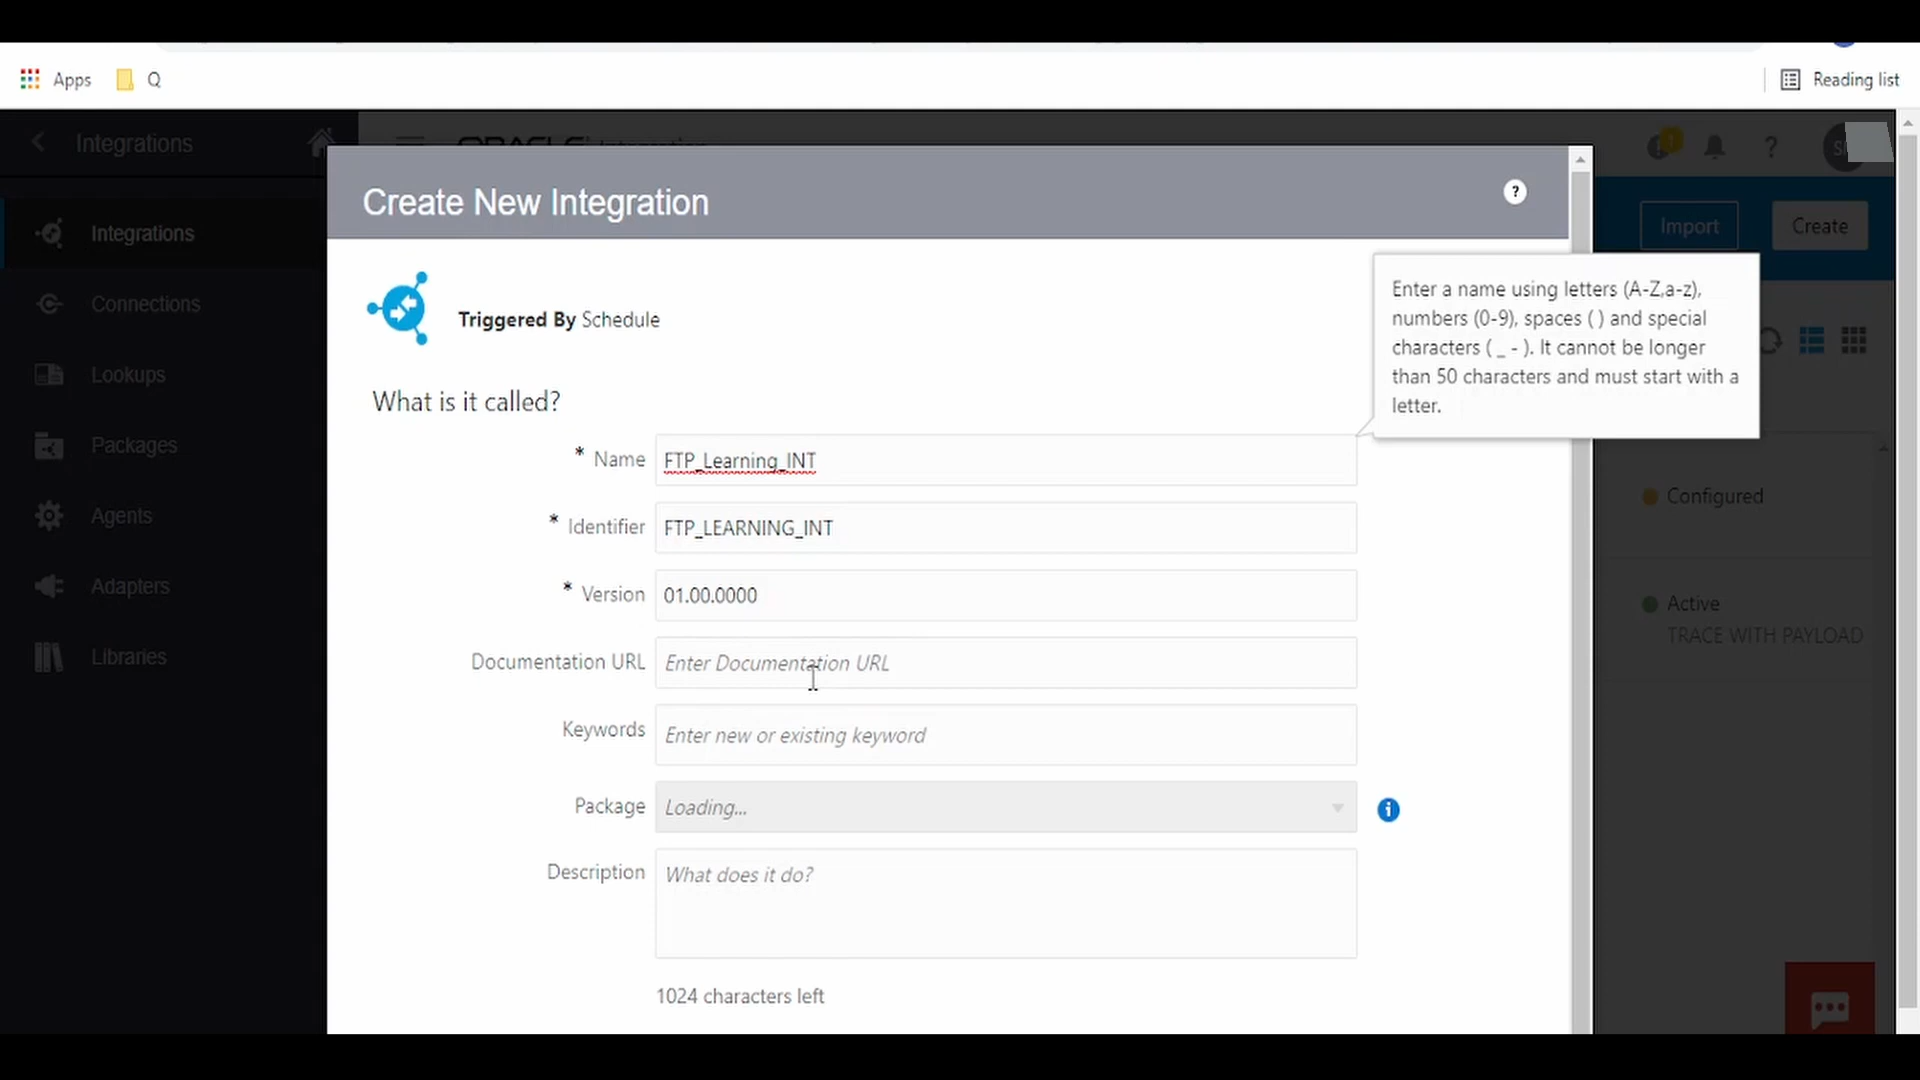 Apps
Q
Reading list
Integrations
Create New Integration
?
?
Import
Create
Integrations
Connections
Lookups
Packages
Agents
Adapters
Libraries
Triggered By Schedule
Enter a name using letters (A-Z,a-z),
numbers (0-9), spaces ( ) and special
characters ( _ - ). It cannot be longer
than 50 characters and must start with a
letter.
What is it called?
* Name FTP_Learning_INT
* Identifier FTP_LEARNING_INT
* Version 01.00.0000
Documentation URL Enter Documentation URL
Keywords Enter new or existing keyword
Package Loading...
Description What does it do?
1024 characters left
Configured
Active
TRACE WITH PAYLOAD